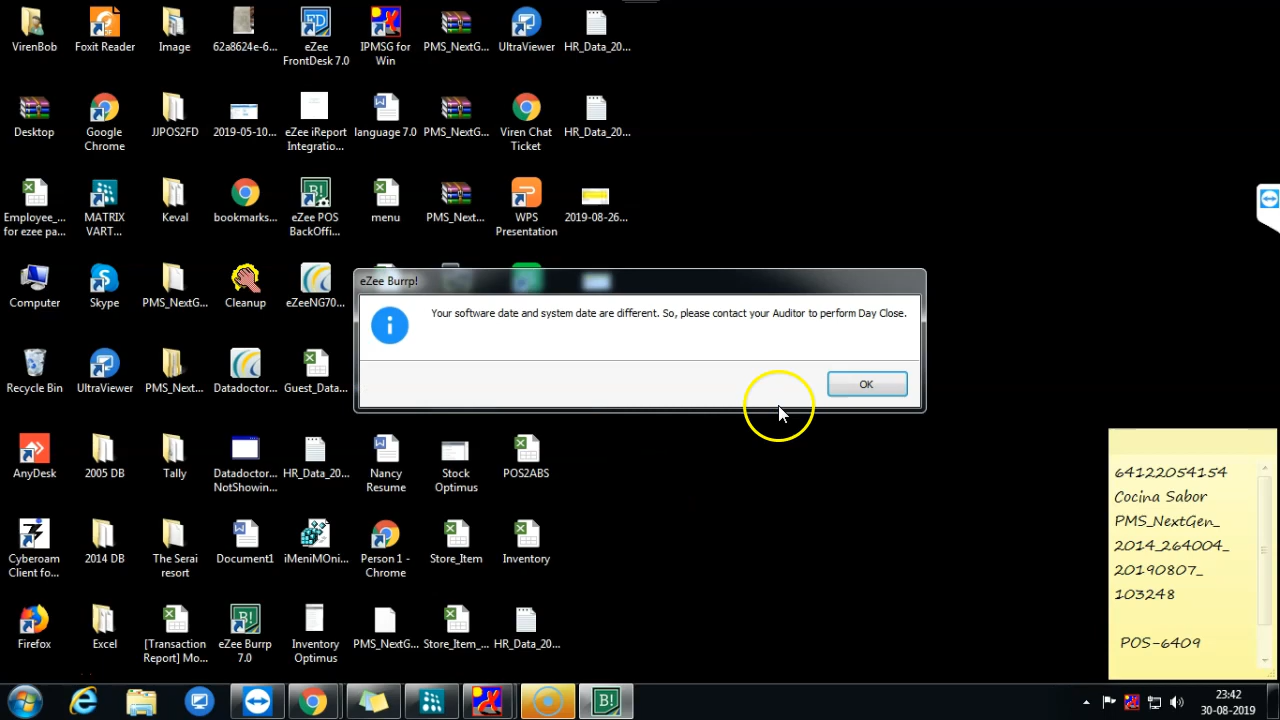 VirenBob
Foxit Reader
Image
62a8624e-6...
eZee
FrontDesk 7.0
IPMSG for
Win
PMS_NextG...
UltraViewer
HR_Data_20...
Desktop
Google
Chrome
JJPOS2FD
2019-05-10...
eZee iReport
Integratio...
language 7.0
PMS_NextG...
Viren Chat
Ticket
HR_Data_20...
Employee_...
for ezee pa...
MATRIX
VART...
Keval
bookmarks...
eZee POS
BackOffi...
menu
PMS_Next...
WPS
Presentation
2019-08-26...
Computer
Skype
PMS_NextG...
Cleanup
eZeeNG70...
eZee Burrp!
Your software date and system date are different. So, please contact your Auditor to perform Day Close.
OK
Recycle Bin
UltraViewer
PMS_Next...
Datadoctor...
Guest_Data...
AnyDesk
2005 DB
Tally
Datadoctor...
NotShowin...
HR_Data_20...
Nancy
Resume
Stock
Optimus
POS2ABS
Cyberoam
Client fo...
2014 DB
The Serai
resort
Document1
iMeniMOni...
Person 1 -
Chrome
Store_Item
Inventory
Firefox
Excel
[Transaction
Report] Mo...
eZee Burrp
7.0
Inventory
Optimus
PMS_NextG...
Store_Item_...
HR_Data_20...
64122054154
Cocina Sabor
PMS_NextGen_
2014_264004_
20190807_
103248
POS-6409
B!
23:42
30-08-2019